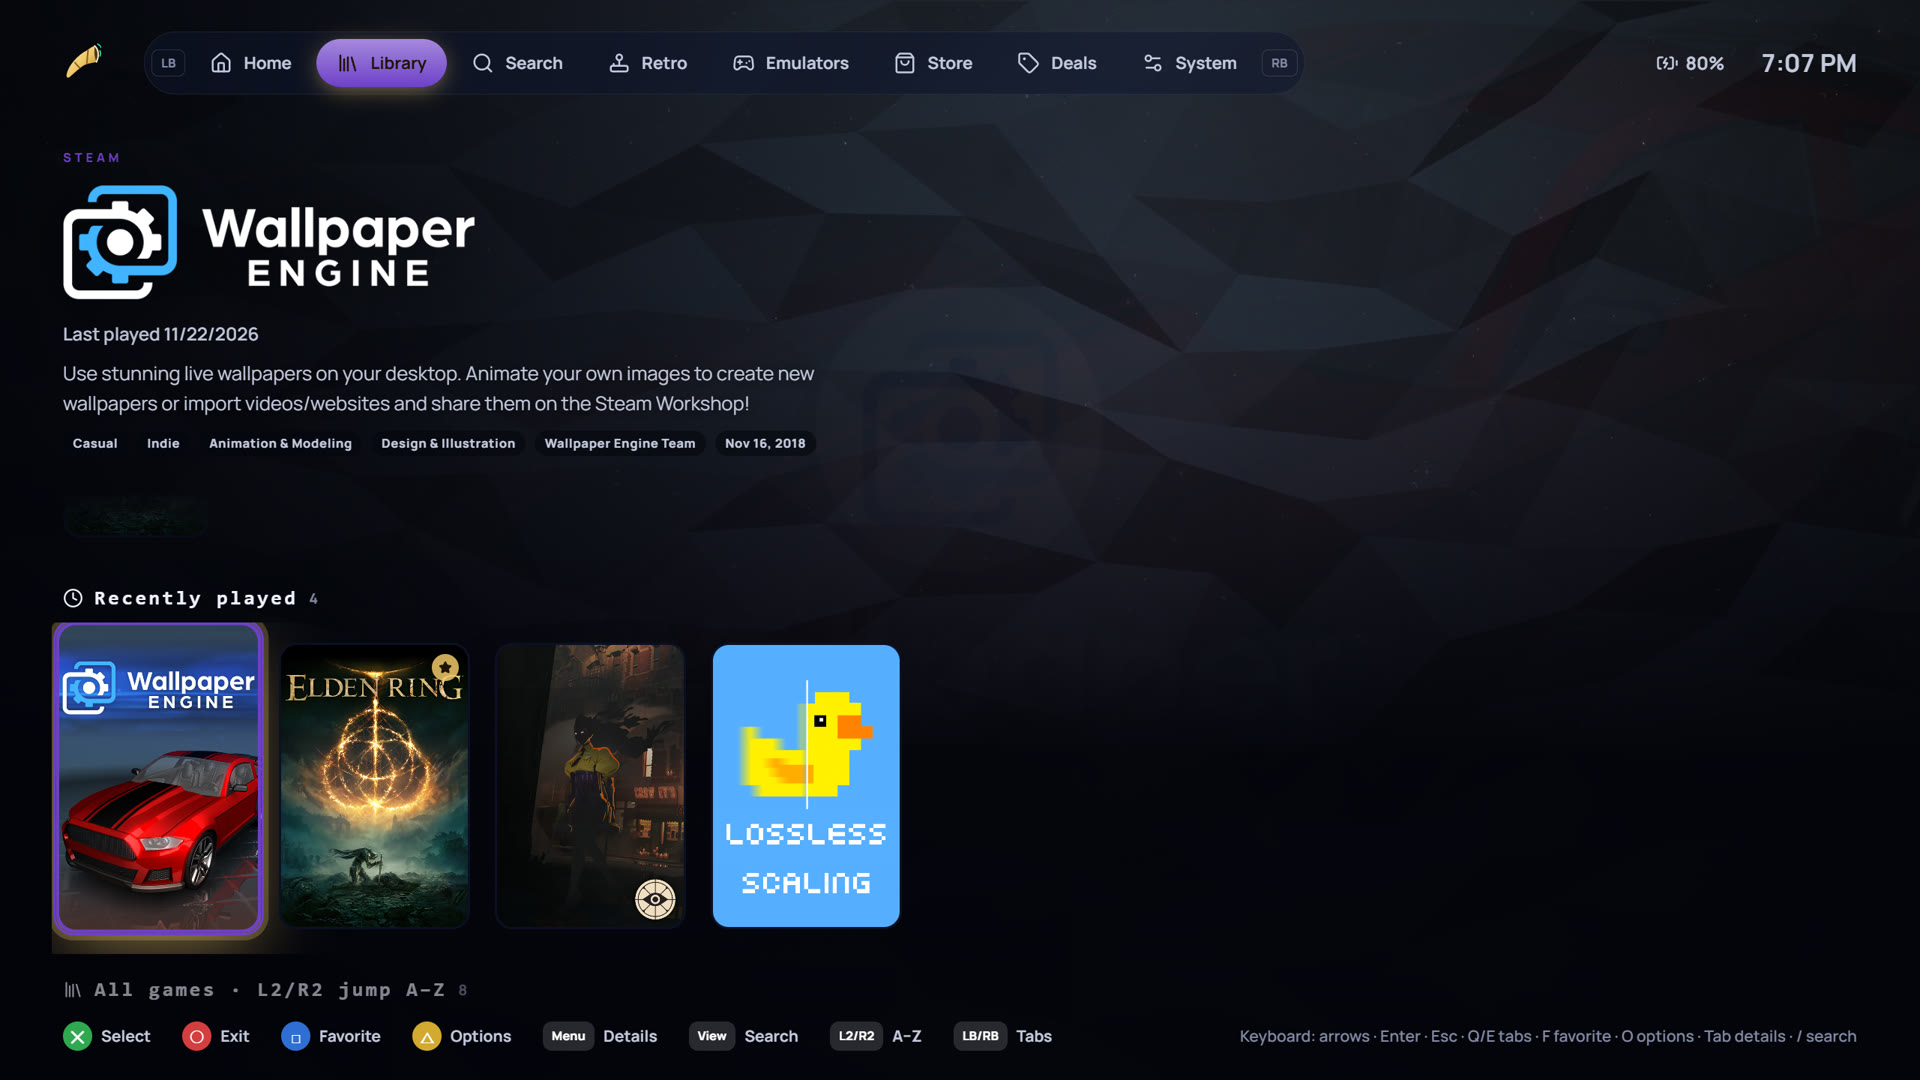 LB Home Library Search Retro Emulators Store Deals System RB 80% 7:07 PM
STEAM
Wallpaper
ENGINE
Last played 11/22/2026
Use stunning live wallpapers on your desktop. Animate your own images to create new
wallpapers or import videos/websites and share them on the Steam Workshop!
Casual Indie Animation & Modeling Design & Illustration Wallpaper Engine Team Nov 16, 2018
Recently played 4
Wallpaper
ENGINE
ELDEN RING
LOSSLESS
SCALING
All games · L2/R2 jump A-Z 8
Select Exit Favorite Options Menu Details View Search L2/R2 A-Z LB/RB Tabs Keyboard: arrows · Enter · Esc · Q/E tabs · F favorite · O options · Tab details · / search